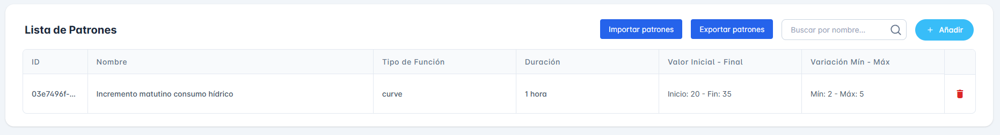 Lista de Patrones
Importar patrones
Exportar patrones
Buscar por nombre...
+ Añadir
ID Nombre Tipo de Función Duración Valor Inicial - Final Variación Mín - Máx
03e7496f-... Incremento matutino consumo hídrico curve 1 hora Inicio: 20 - Fin: 35 Mín: 2 - Máx: 5